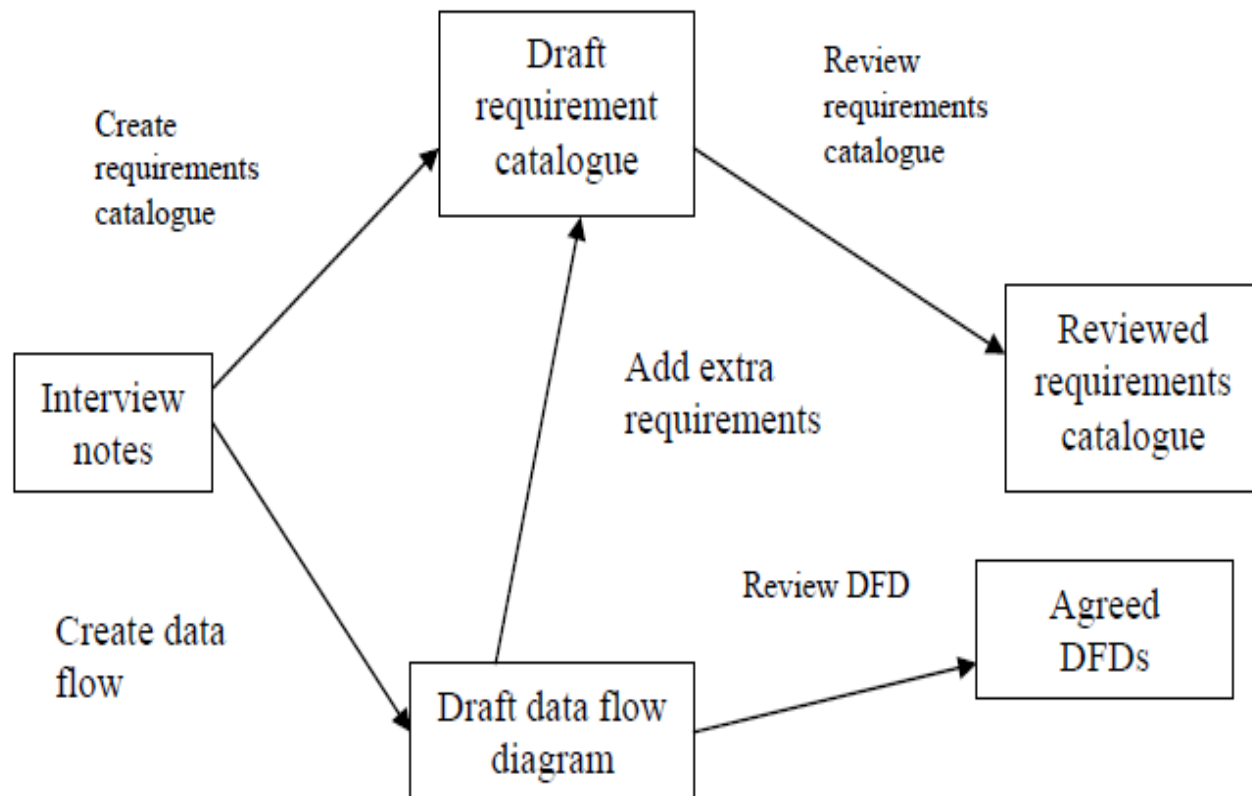 Draft
requirement
catalogue
Review
requirements
catalogue
Create
requirements
catalogue
Reviewed
requirements
catalogue
Add extra
requirements
Interview
notes
Review DFD
Agreed
DFDs
Create data
flow
Draft data flow
diagram